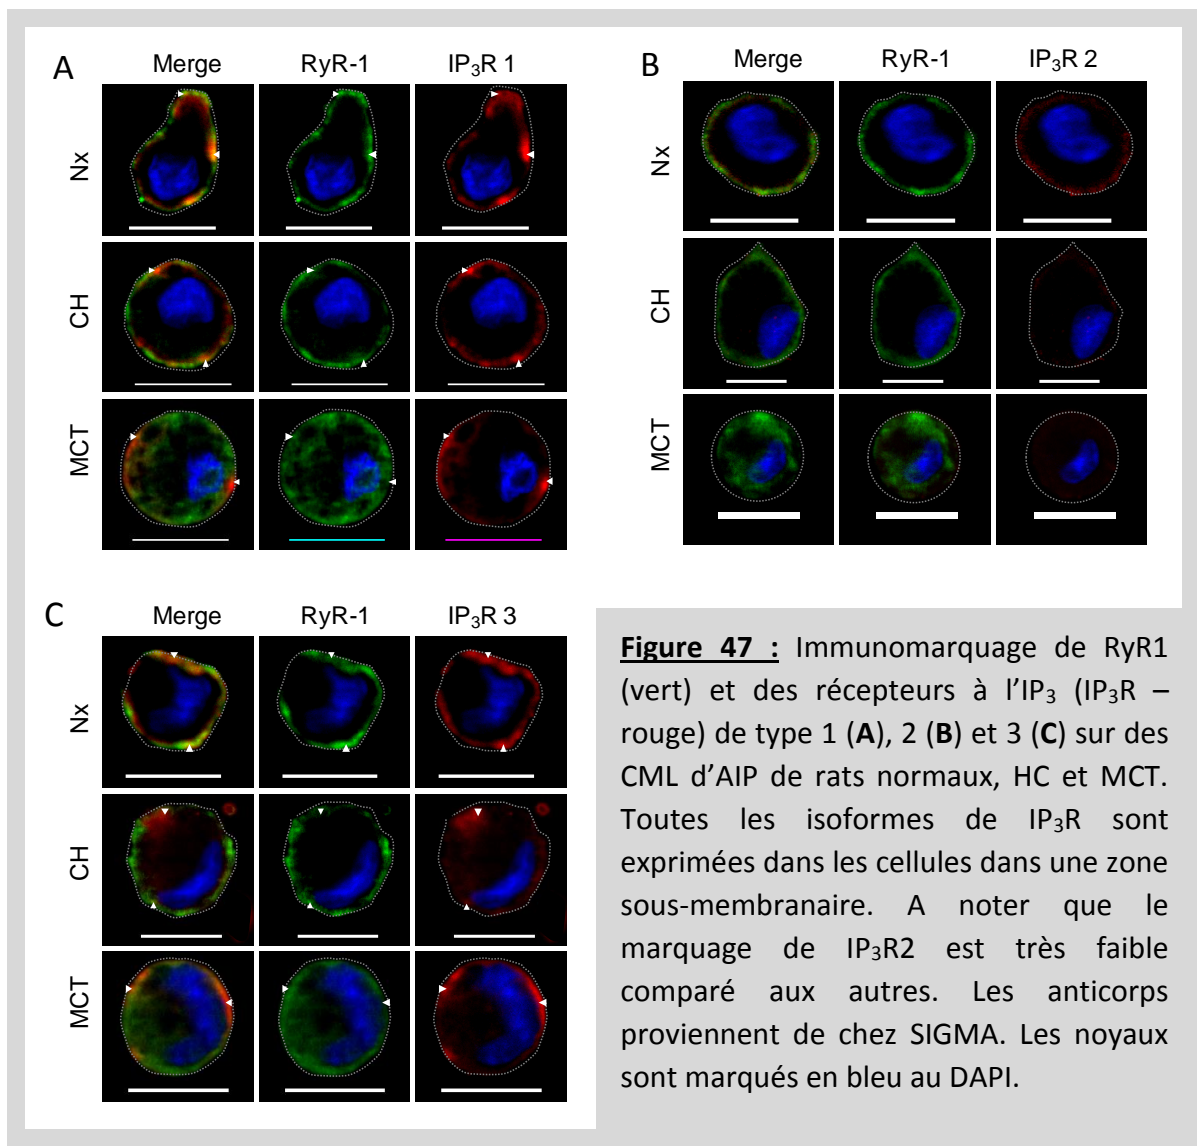 A
Merge RyR-1 IP₃R 1
Nx
CH
MCT
B
Merge RyR-1 IP₃R 2
Nx
CH
MCT
C
Merge RyR-1 IP₃R 3
Nx
CH
MCT
Figure 47 : Immunomarquage de RyR1
(vert) et des récepteurs à l’IP₃ (IP₃R –
rouge) de type 1 (A), 2 (B) et 3 (C) sur des
CML d’AIP de rats normaux, HC et MCT.
Toutes les isoformes de IP₃R sont
exprimées dans les cellules dans une zone
sous-membranaire. A noter que le
marquage de IP₃R2 est très faible
comparé aux autres. Les anticorps
proviennent de chez SIGMA. Les noyaux
sont marqués en bleu au DAPI.